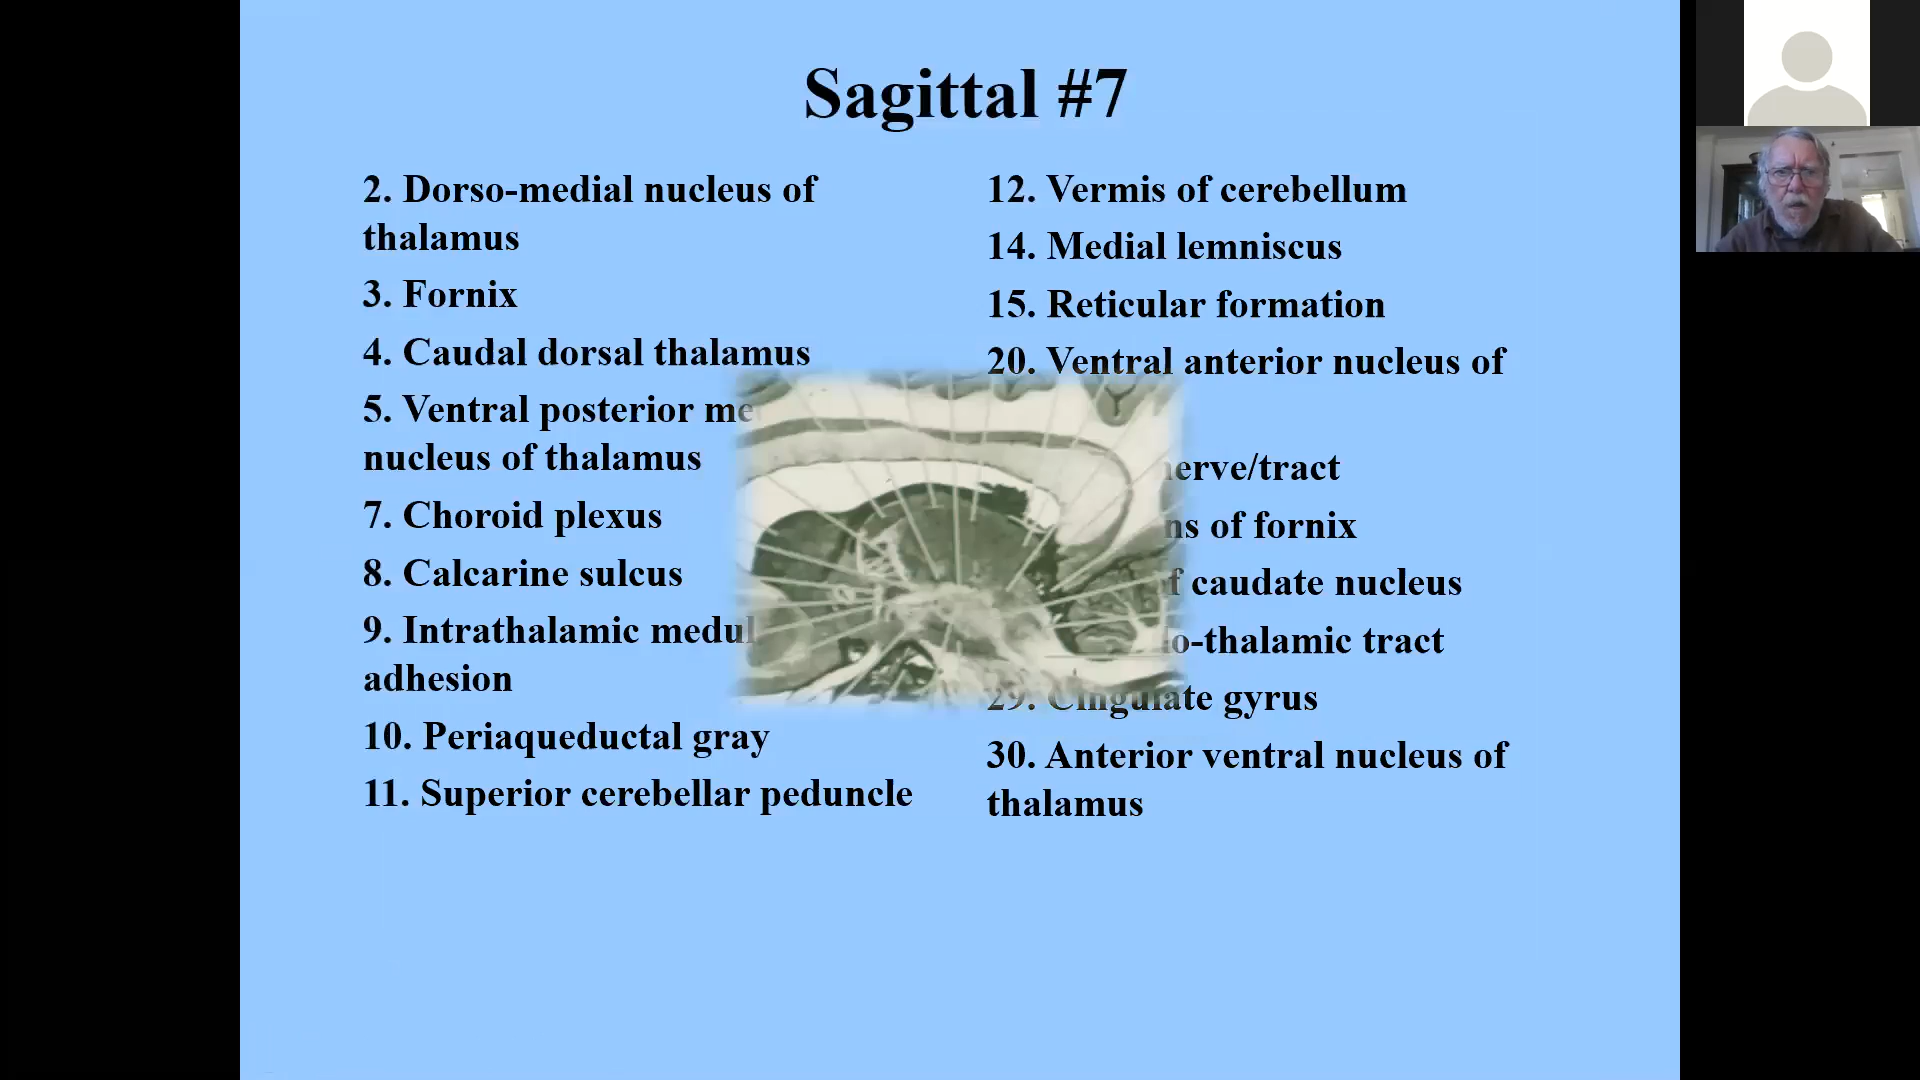 Sagittal #7
2. Dorso-medial nucleus of
thalamus
3. Fornix
4. Caudal dorsal thalamus
5. Ventral posterior me
nucleus of thalamus
7. Choroid plexus
8. Calcarine sulcus
9. Intrathalamic medul
adhesion
10. Periaqueductal gray
11. Superior cerebellar peduncle
12. Vermis of cerebellum
14. Medial lemniscus
15. Reticular formation
20. Ventral anterior nucleus of
nerve/tract
of fornix
caudate nucleus
o-thalamic tract
29. Cingulate gyrus
30. Anterior ventral nucleus of
thalamus